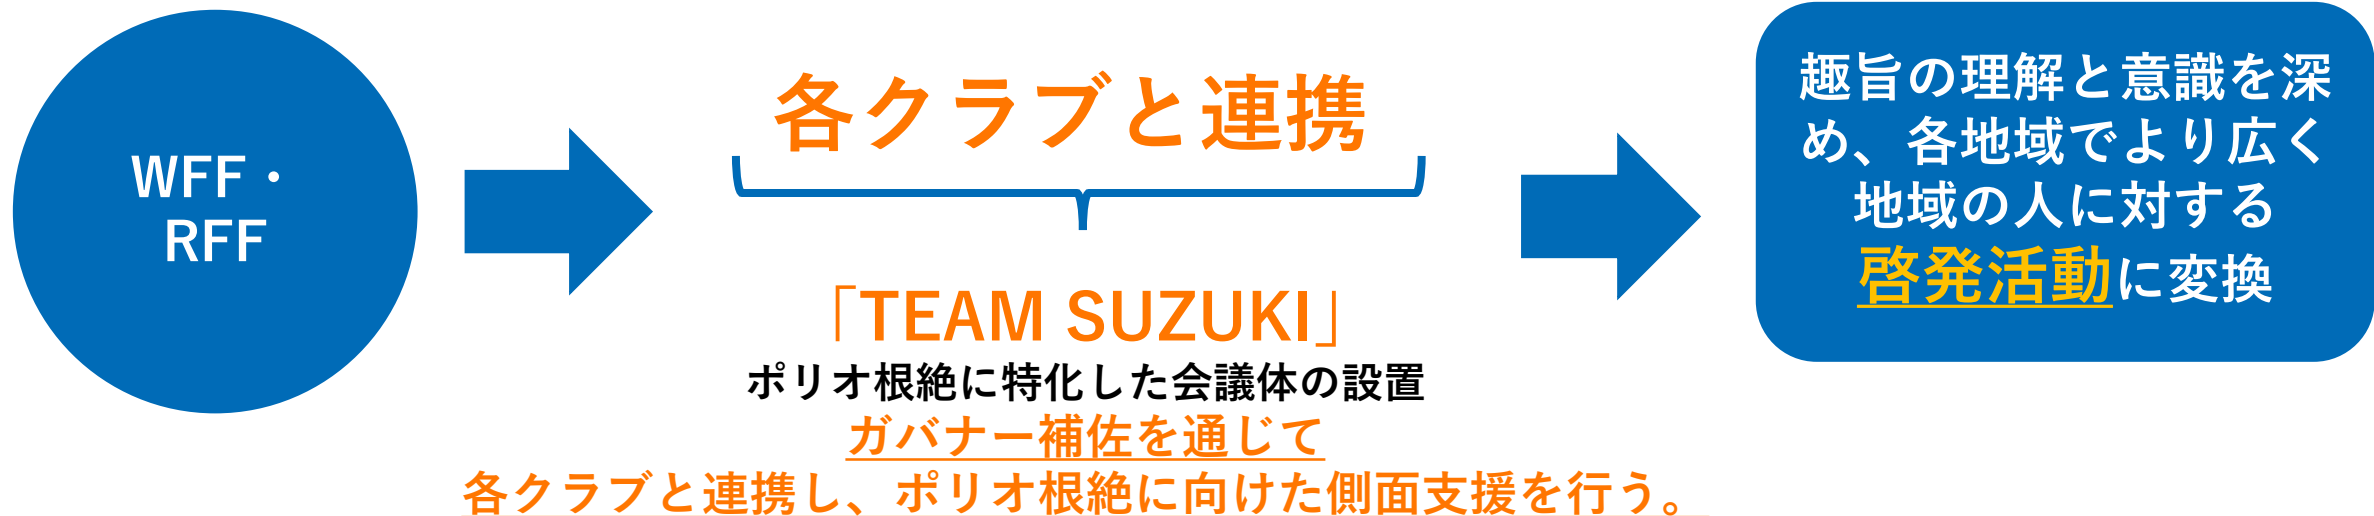 WFF・
RFF
各クラブと連携
「TEAM SUZUKI」
ポリオ根絶に特化した会議体の設置
ガバナー補佐を通じて
各クラブと連携し、ポリオ根絶に向けた側面支援を行う。
趣旨の理解と意識を深
め、各地域でより広く
地域の人に対する
啓発活動に変換